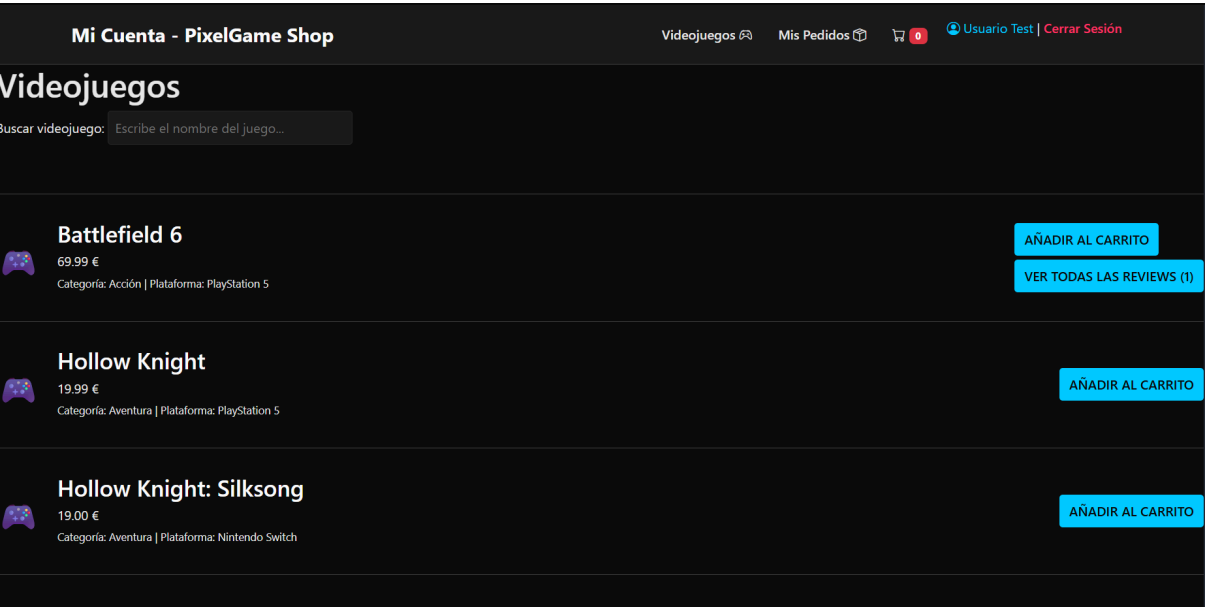 Mi Cuenta - PixelGame Shop
Videojuegos
Mis Pedidos
0
Usuario Test | Cerrar Sesión
Videojuegos
Buscar videojuego: Escribe el nombre del juego...
Battlefield 6
69.99 €
Categoría: Acción | Plataforma: PlayStation 5
AÑADIR AL CARRITO
VER TODAS LAS REVIEWS (1)
Hollow Knight
19.99 €
Categoría: Aventura | Plataforma: PlayStation 5
AÑADIR AL CARRITO
Hollow Knight: Silksong
19.00 €
Categoría: Aventura | Plataforma: Nintendo Switch
AÑADIR AL CARRITO